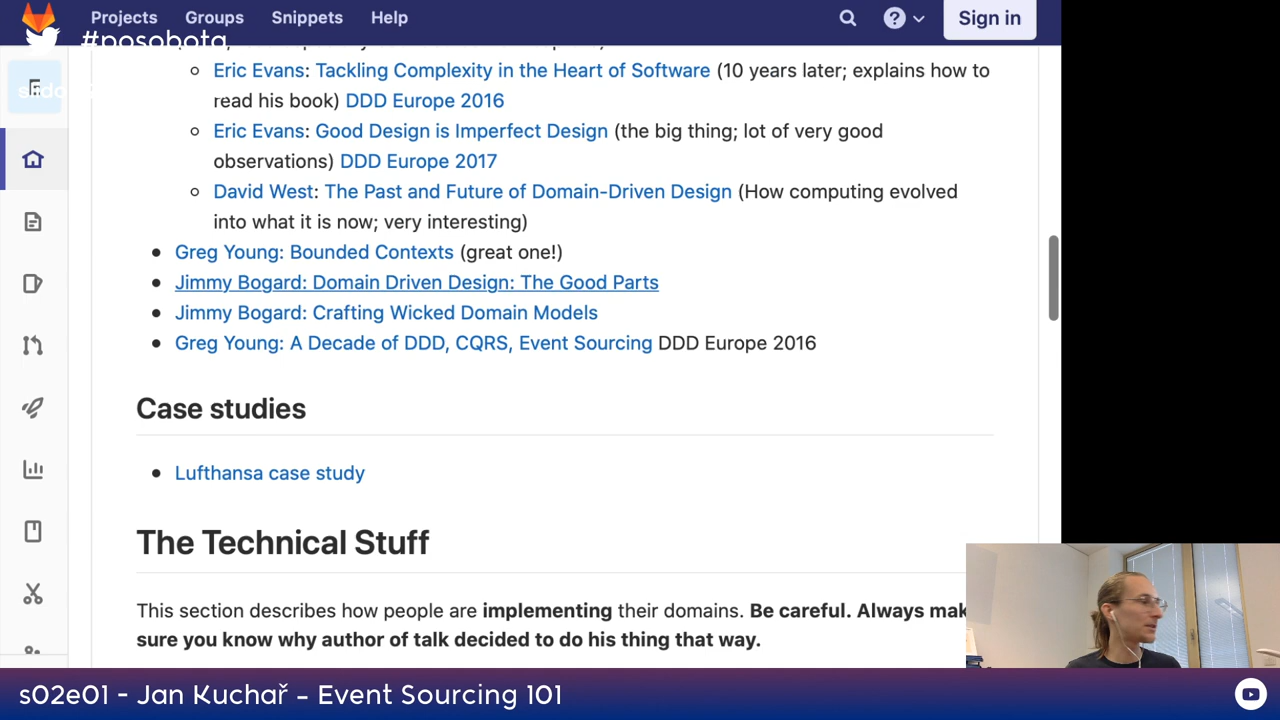 Projects Groups Snippets Help
Sign in
#posobota
Eric Evans: Tackling Complexity in the Heart of Software (10 years later; explains how to
read his book) DDD Europe 2016
Eric Evans: Good Design is Imperfect Design (the big thing; lot of very good
observations) DDD Europe 2017
David West: The Past and Future of Domain-Driven Design (How computing evolved
into what it is now; very interesting)
Greg Young: Bounded Contexts (great one!)
Jimmy Bogard: Domain Driven Design: The Good Parts
Jimmy Bogard: Crafting Wicked Domain Models
Greg Young: A Decade of DDD, CQRS, Event Sourcing DDD Europe 2016
Case studies
Lufthansa case study
The Technical Stuff
This section describes how people are implementing their domains. Be careful. Always mak
sure you know why author of talk decided to do his thing that way.
s02e01 - Jan Kuchař - Event Sourcing 101